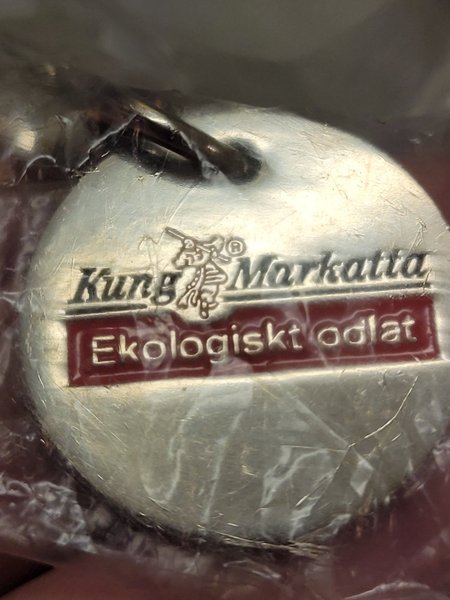 Kung Markatta ®
Ekologiskt odlat